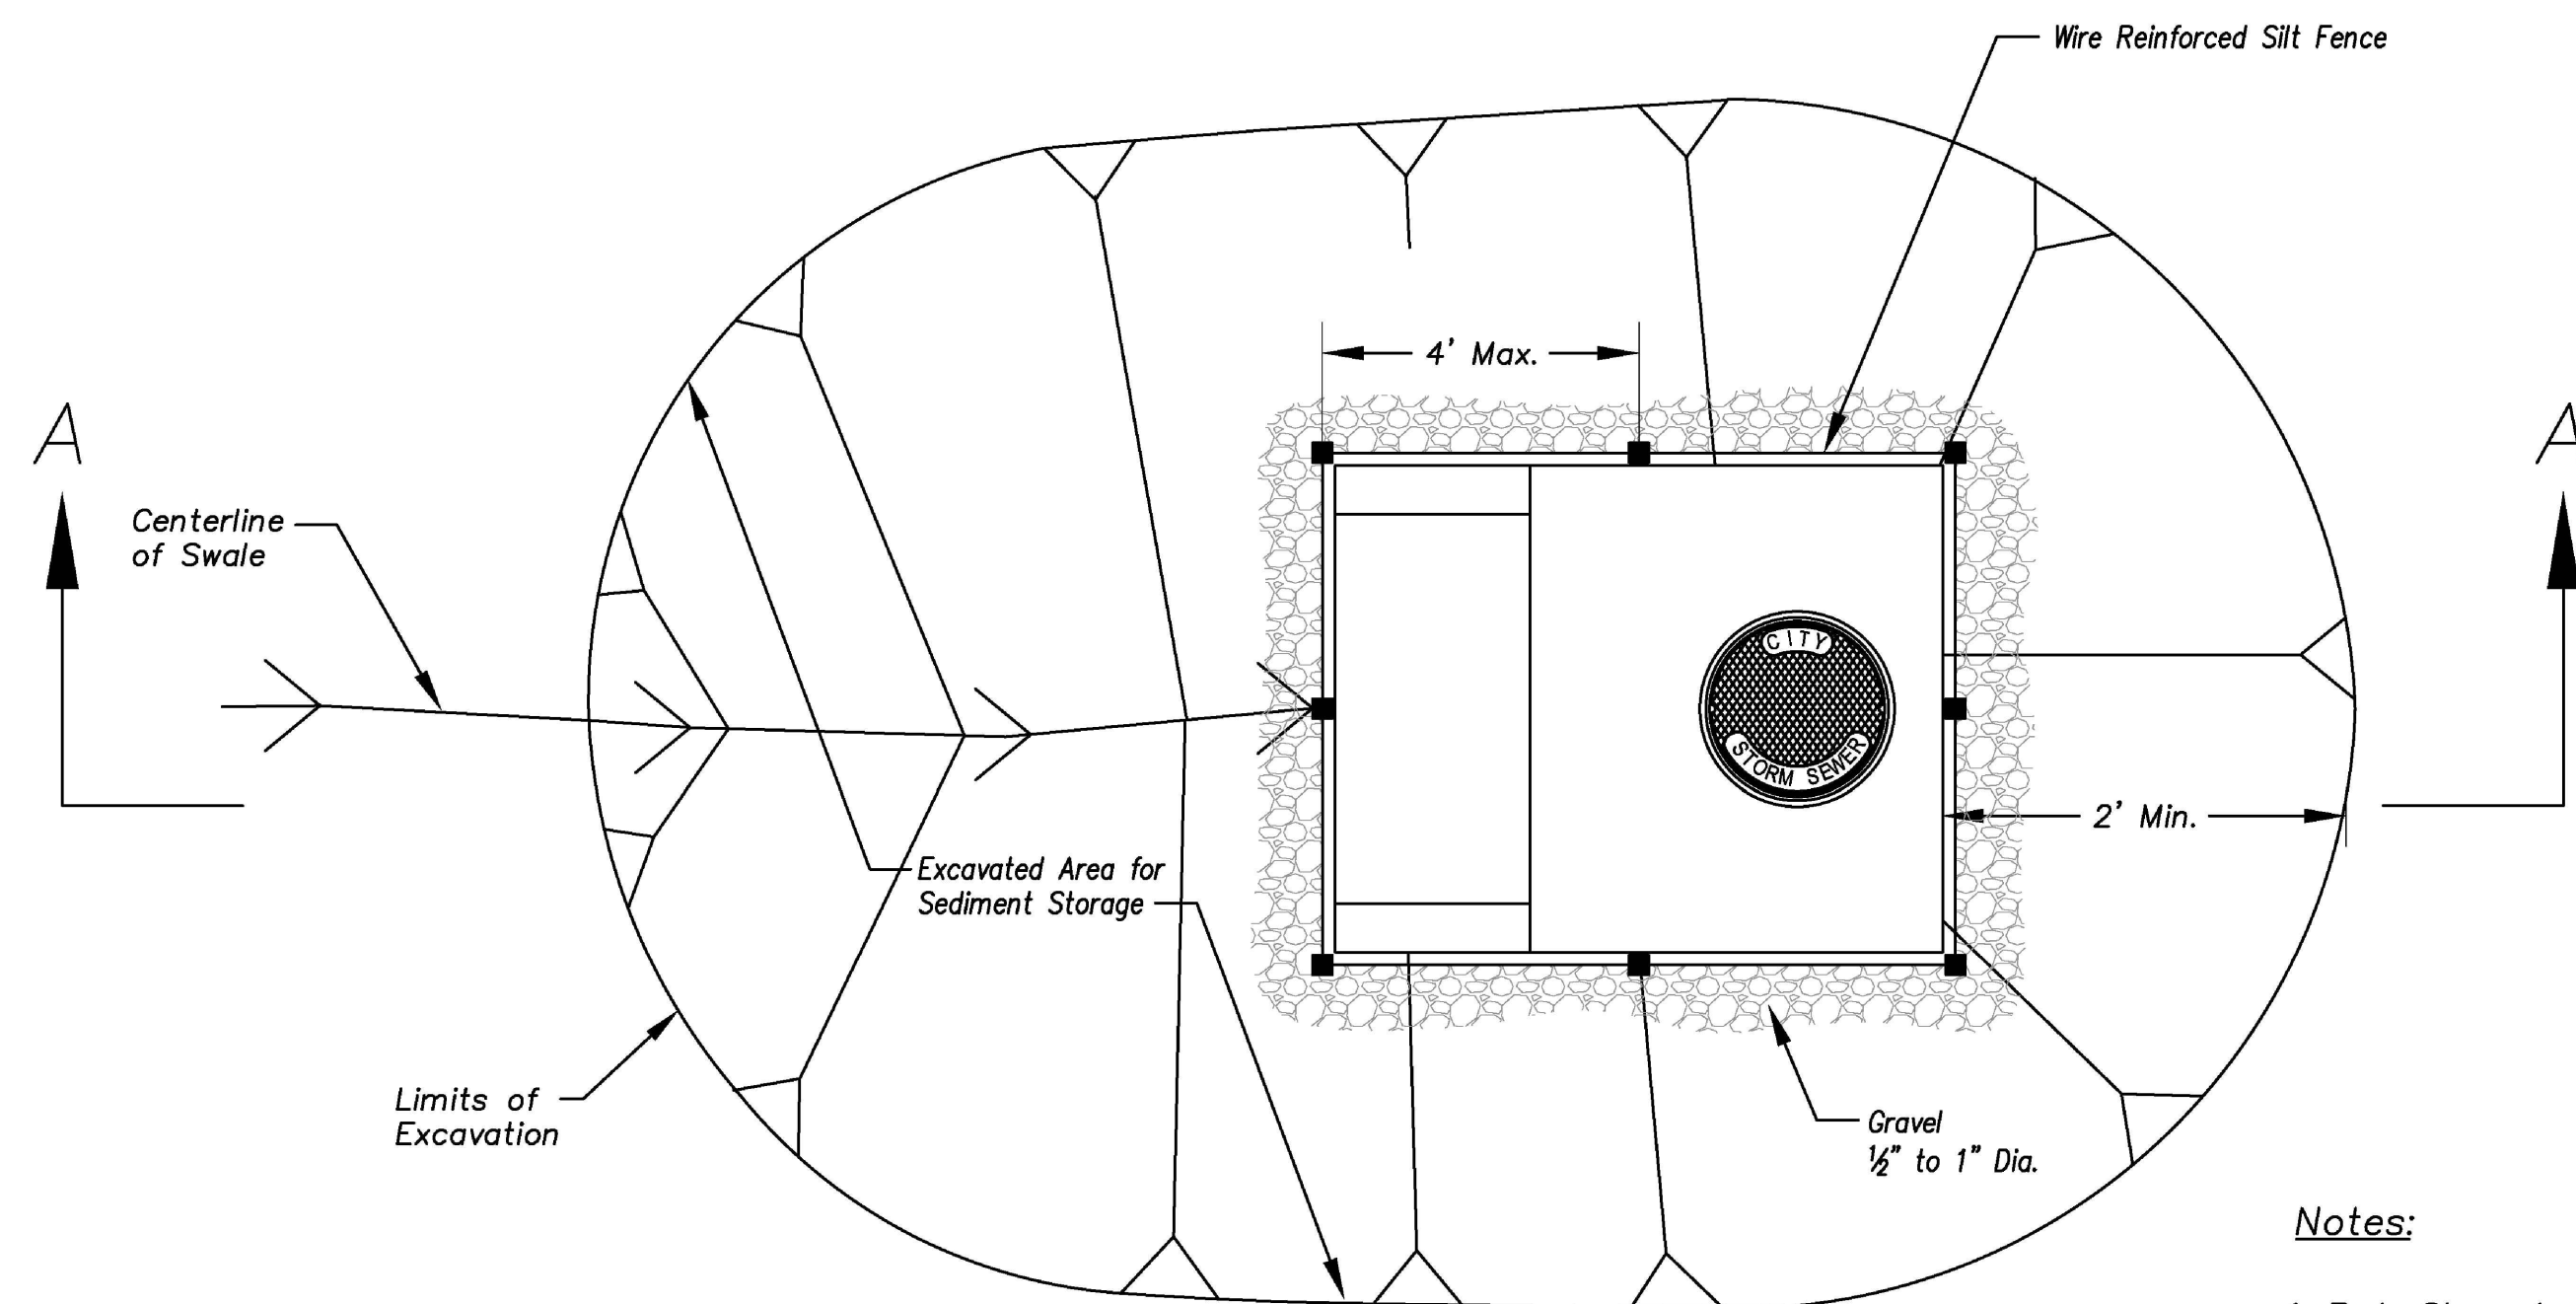 Wire Reinforced Silt Fence
4' Max.
A
A
Centerline
of Swale
CITY
STORM SEWER
2' Min.
Excavated Area for
Sediment Storage
Limits of
Excavation
Gravel
½" to 1" Dia.
Notes: